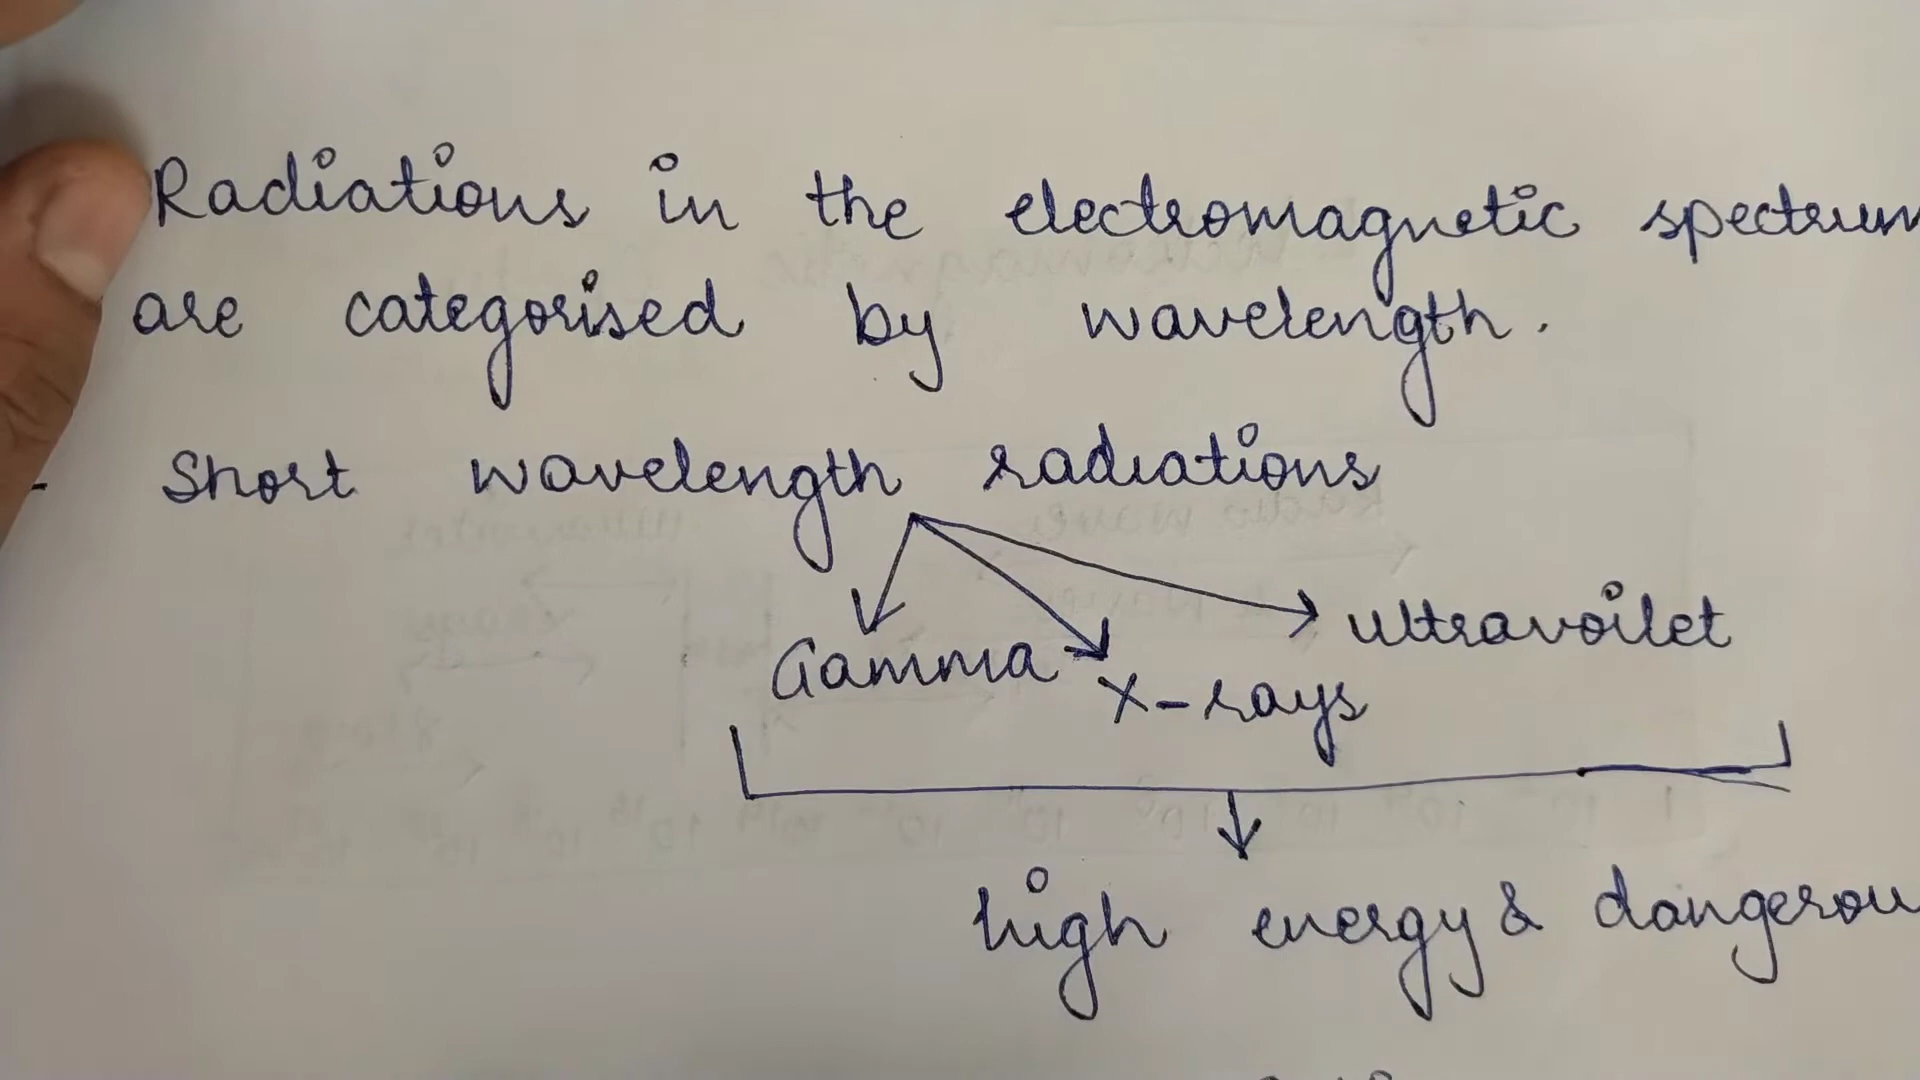 Radiations in the electromagnetic spectrum
are categorised by wavelength.
- Short wavelength radiations
Gamma
X-rays
ultravoilet
high energy & dangerou